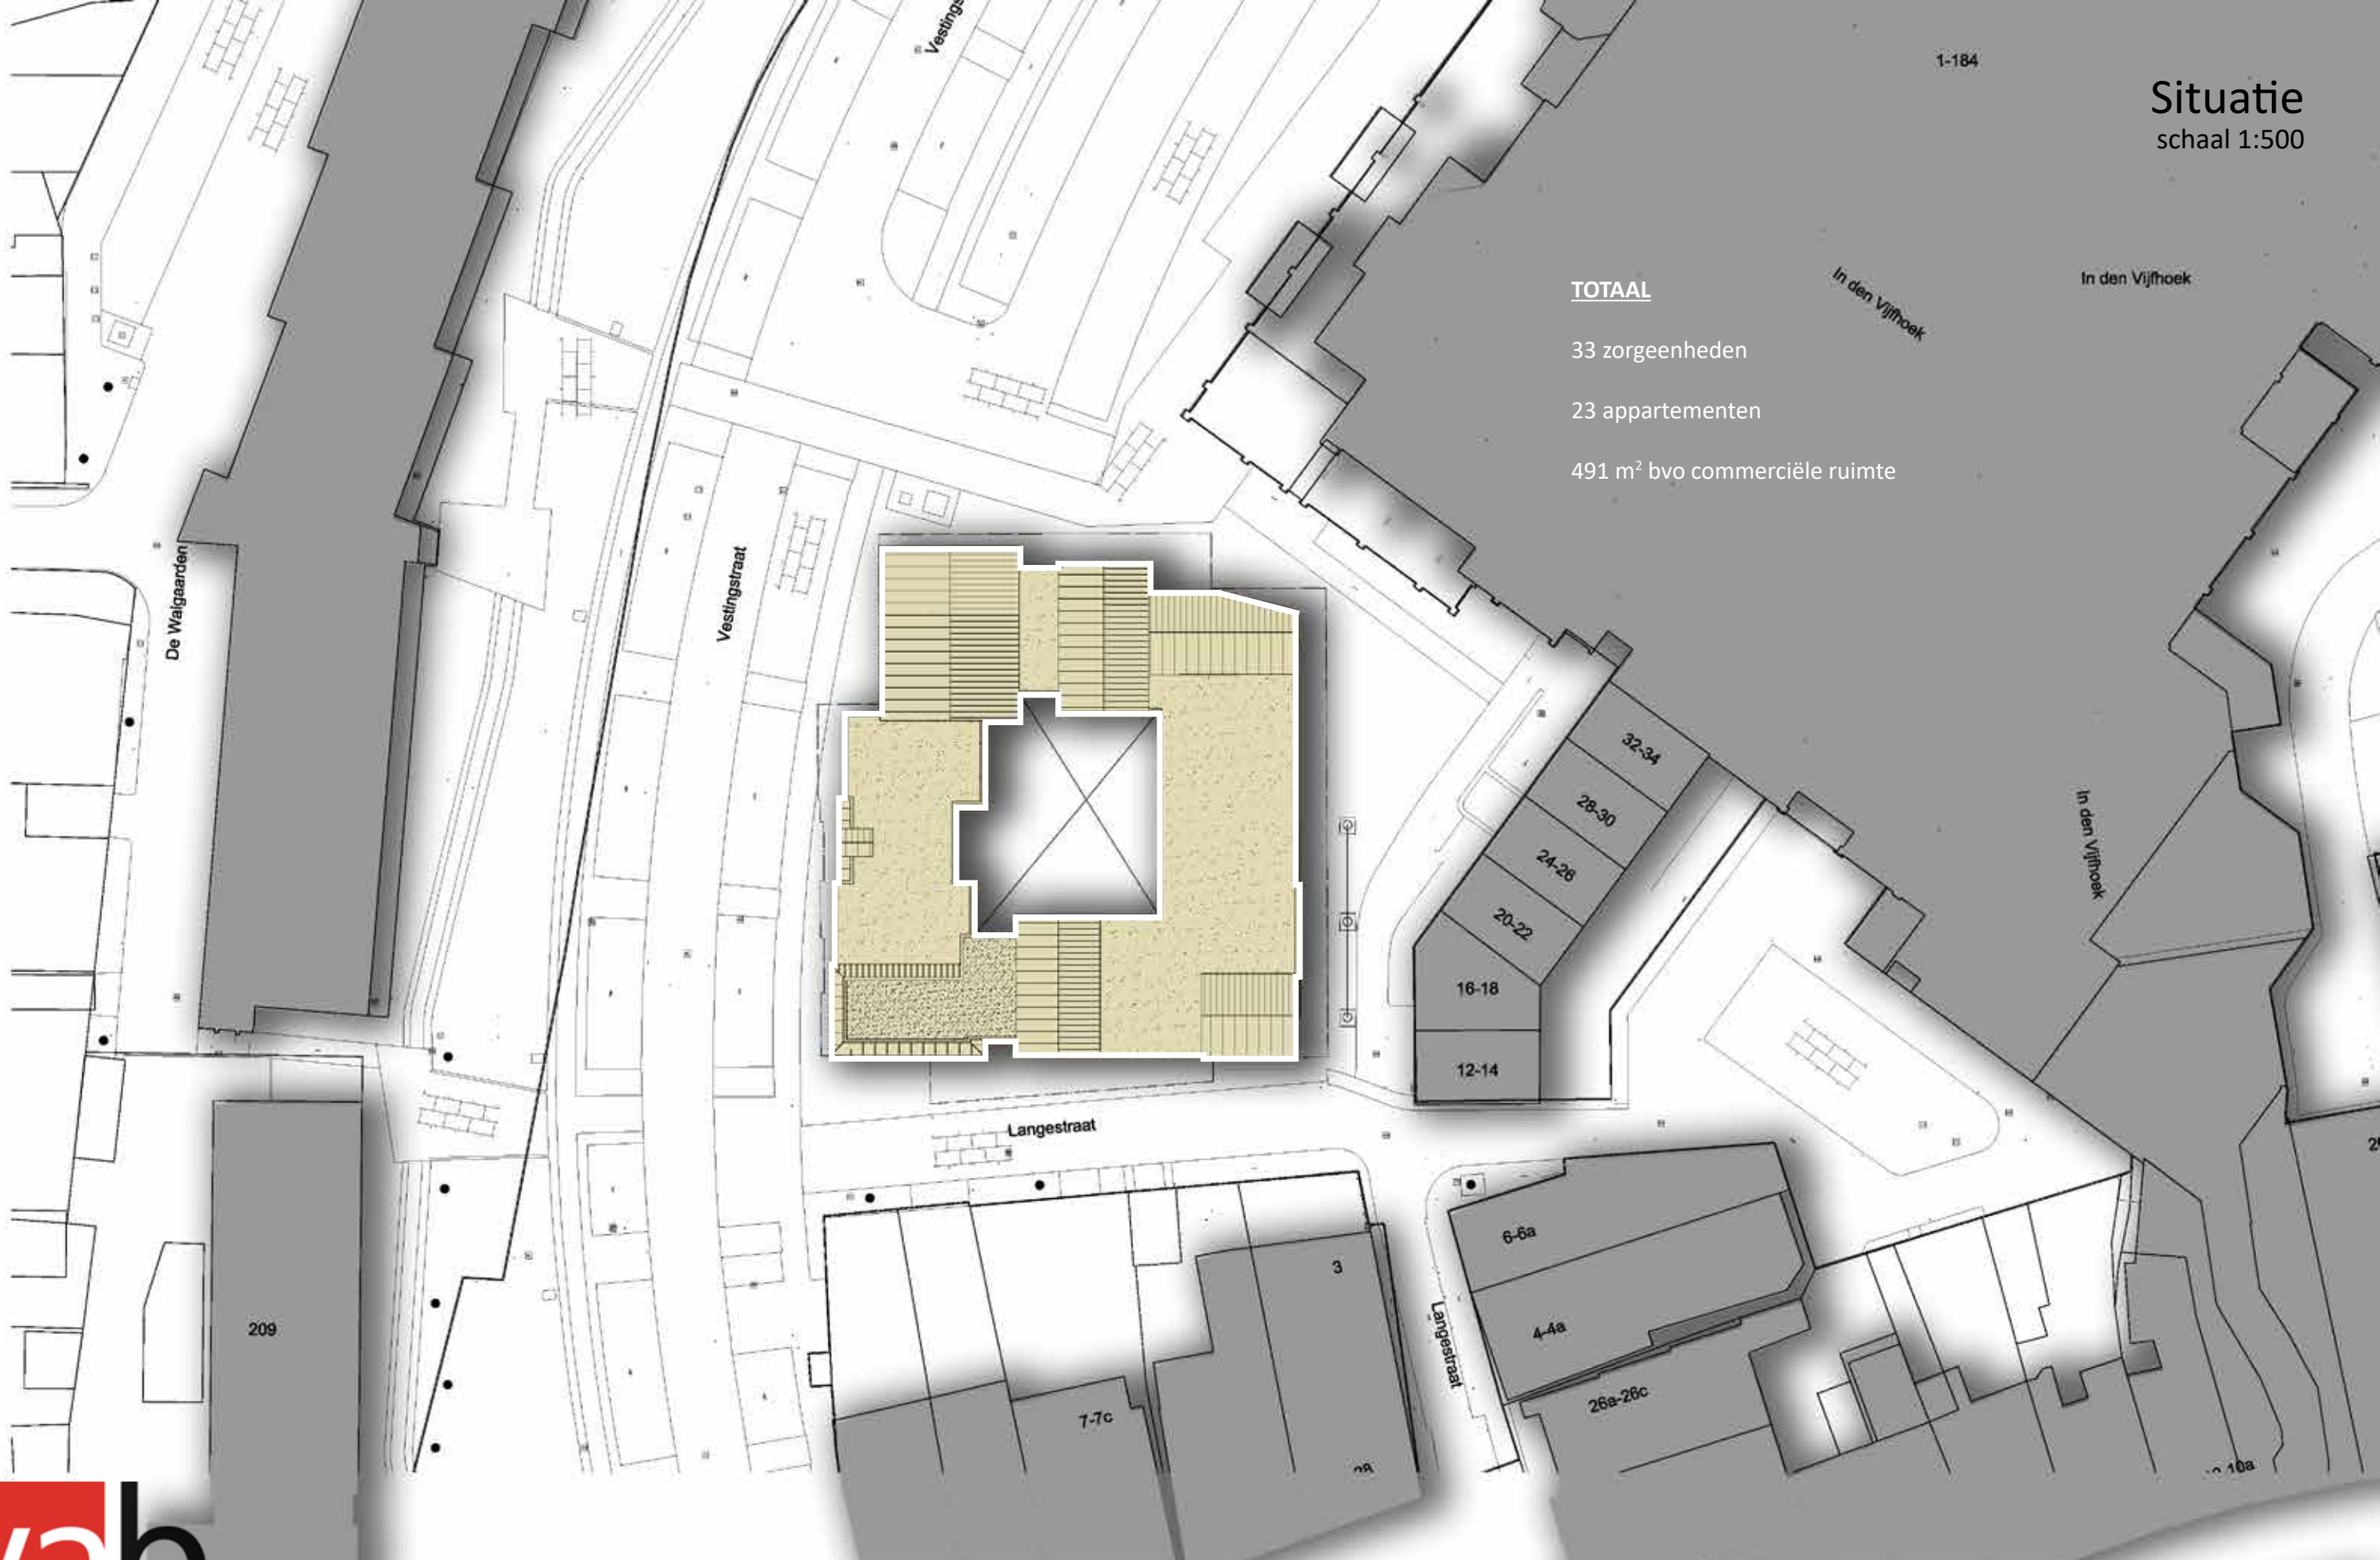 1-184
Situatie
schaal 1:500
In den Vijfhoek
In den Vijfhoek
TOTAAL
33 zorgeenheden
23 appartementen
491 m² bvo commerciële ruimte
De Walgaarden
Vestingstraat
32-34
28-30
24-26
20-22
16-18
12-14
In den Vijfhoek
Langestraat
209
3
6-6a
4-4a
Langestraat
26a-26c
7-7c